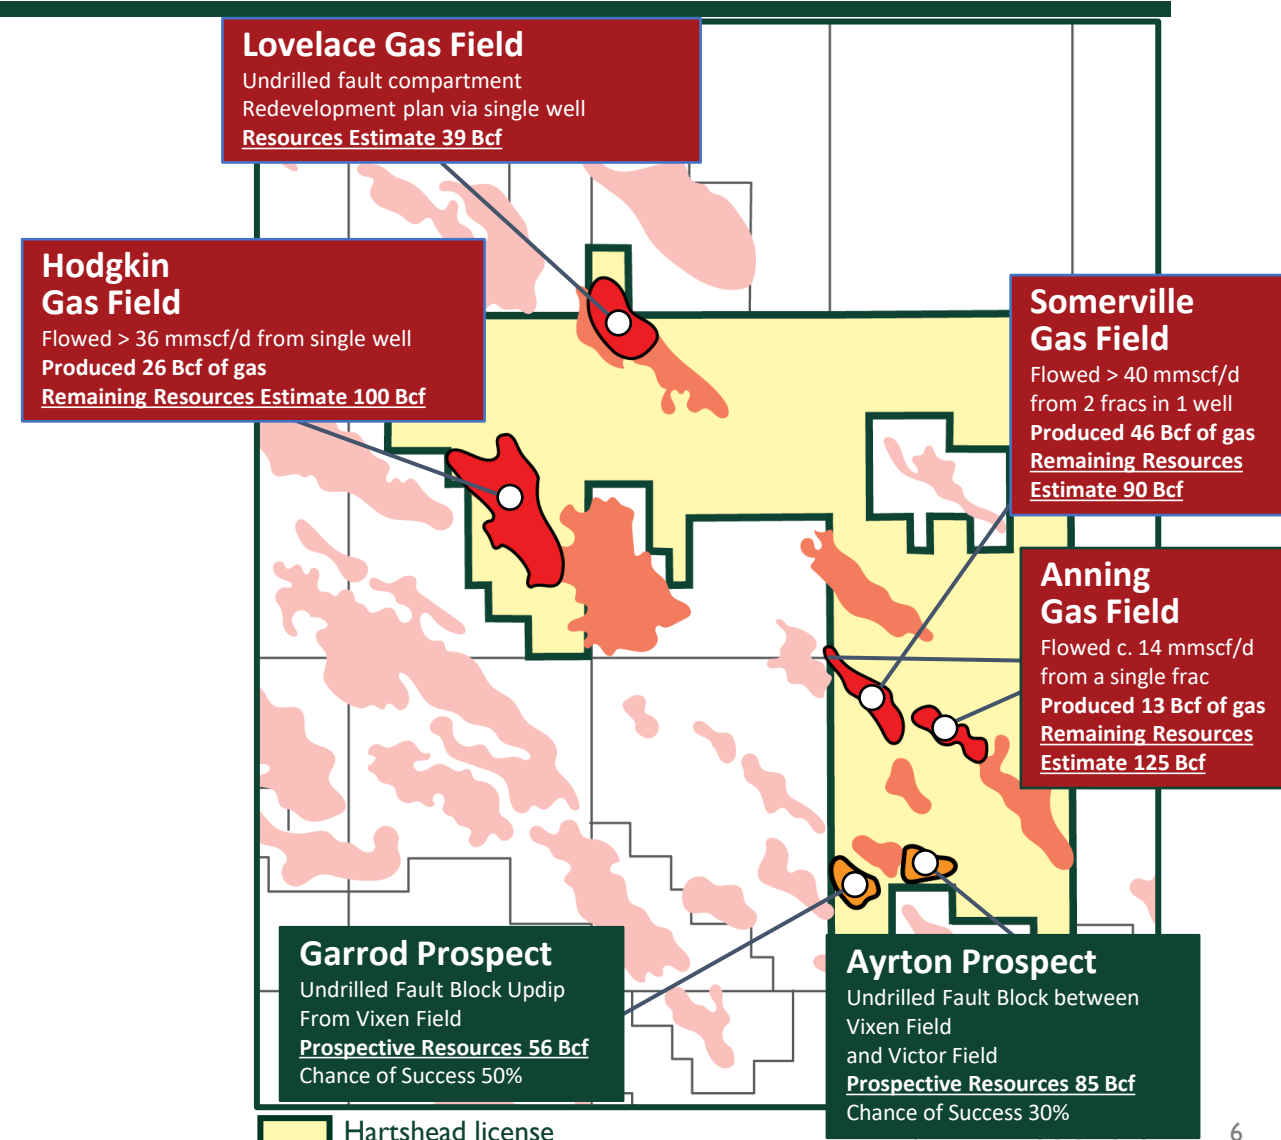 Lovelace Gas Field
Undrilled fault compartment
Redevelopment plan via single well
Resources Estimate 39 Bcf
Hodgkin
Gas Field
Flowed > 36 mmscf/d from single well
Produced 26 Bcf of gas
Remaining Resources Estimate 100 Bcf
Somerville
Gas Field
Flowed > 40 mmscf/d
from 2 fracs in 1 well
Produced 46 Bcf of gas
Remaining Resources
Estimate 90 Bcf
Anning
Gas Field
Flowed c. 14 mmscf/d
from a single frac
Produced 13 Bcf of gas
Remaining Resources
Estimate 125 Bcf
Garrod Prospect
Undrilled Fault Block Updip
From Vixen Field
Prospective Resources 56 Bcf
Chance of Success 50%
Ayrton Prospect
Undrilled Fault Block between
Vixen Field
and Victor Field
Prospective Resources 85 Bcf
Chance of Success 30%
Hartshead license
6